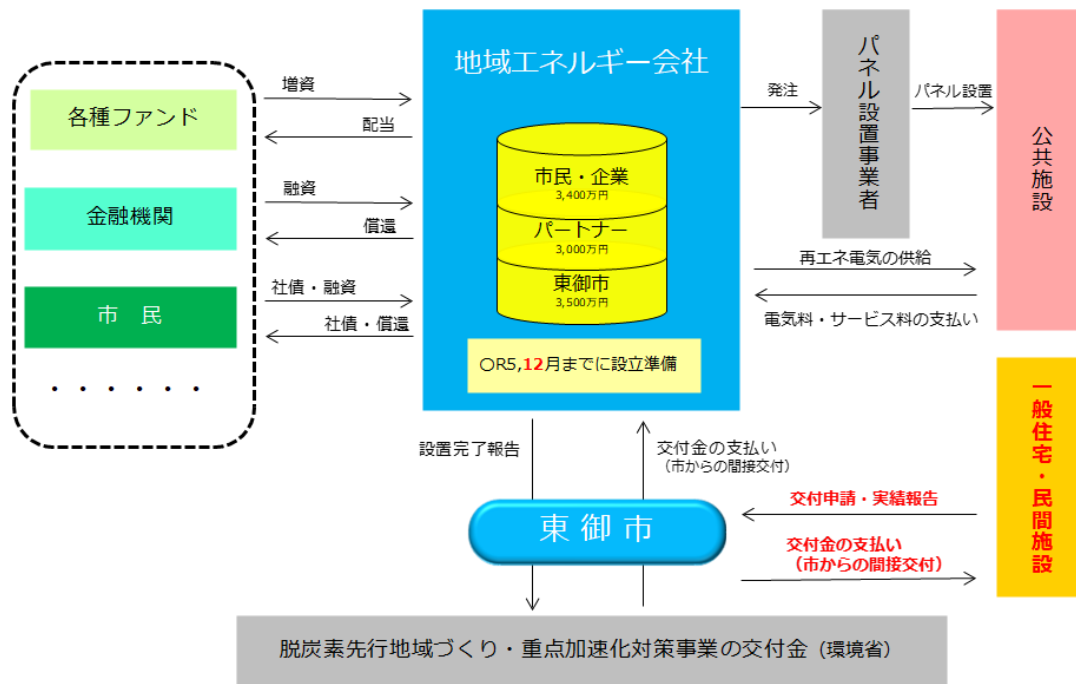 各種ファンド
金融機関
市　民
・・・・・・
増資
配当
融資
償還
社債・融資
社債・償還
地域エネルギー会社
市民・企業
3,400万円
パートナー
3,000万円
東御市
3,500万円
〇R5,12月までに設立準備
発注
パネル設置事業者
パネル設置
公共施設
再エネ電気の供給
電気料・サービス料の支払い
設置完了報告
交付金の支払い
（市からの間接交付）
東御市
交付申請・実績報告
交付金の支払い
（市からの間接交付）
一般住宅・民間施設
脱炭素先行地域づくり・重点加速化対策事業の交付金（環境省）